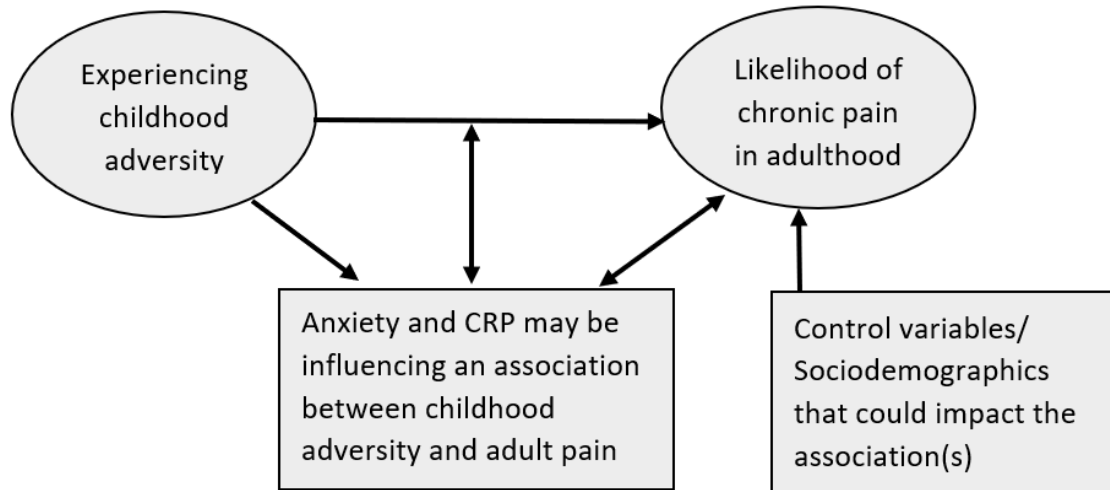 Experiencing
childhood
adversity
Likelihood of
chronic pain
in adulthood
Anxiety and CRP may be
influencing an association
between childhood
adversity and adult pain
Control variables/
Sociodemographics
that could impact the
association(s)